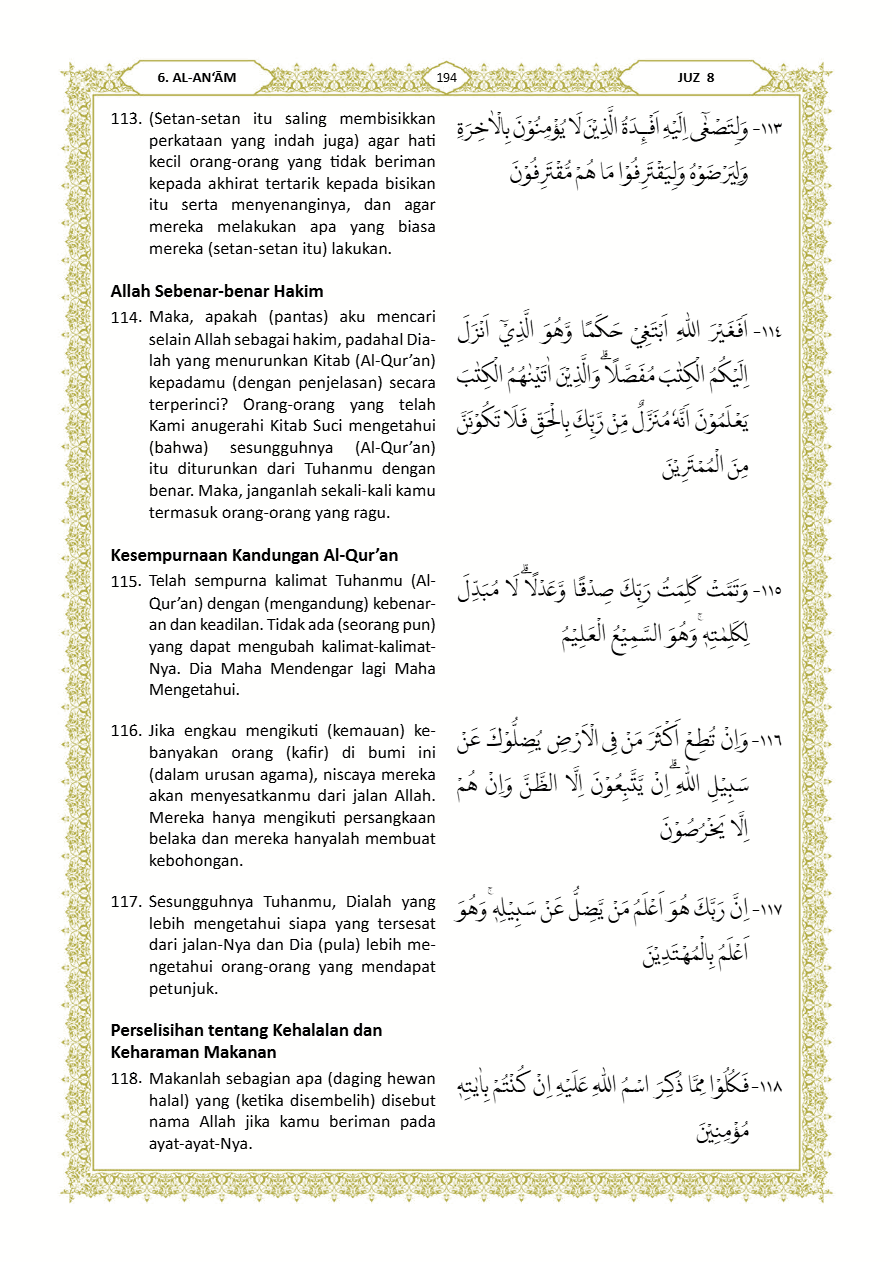 6. AL-AN‘ĀM
194
JUZ 8
113. (Setan-setan itu saling membisikkan
perkataan yang indah juga) agar hati
kecil orang-orang yang tidak beriman
kepada akhirat tertarik kepada bisikan
itu serta menyenanginya, dan agar
mereka melakukan apa yang biasa
mereka (setan-setan itu) lakukan.
١١٣- وَلِتَصْغٰٓى اِلَيْهِ اَفْـِٕدَةُ الَّذِيْنَ لَا يُؤْمِنُوْنَ بِالْاٰخِرَةِ
وَلِيَرْضَوْهُ وَلِيَقْتَرِفُوْا مَا هُمْ مُّقْتَرِفُوْنَ
Allah Sebenar-benar Hakim
114. Maka, apakah (pantas) aku mencari
selain Allah sebagai hakim, padahal Dia-
lah yang menurunkan Kitab (Al-Qur’an)
kepadamu (dengan penjelasan) secara
terperinci? Orang-orang yang telah
Kami anugerahi Kitab Suci mengetahui
(bahwa) sesungguhnya (Al-Qur’an)
itu diturunkan dari Tuhanmu dengan
benar. Maka, janganlah sekali-kali kamu
termasuk orang-orang yang ragu.
١١٤- اَفَغَيْرَ اللّٰهِ اَبْتَغِيْ حَكَمًا وَّهُوَ الَّذِيْٓ اَنْزَلَ
اِلَيْكُمُ الْكِتٰبَ مُفَصَّلًاۗ وَالَّذِيْنَ اٰتَيْنٰهُمُ الْكِتٰبَ
يَعْلَمُوْنَ اَنَّهٗ مُنَزَّلٌ مِّنْ رَّبِّكَ بِالْحَقِّ فَلَا تَكُوْنَنَّ
مِنَ الْمُمْتَرِيْنَ
Kesempurnaan Kandungan Al-Qur’an
115. Telah sempurna kalimat Tuhanmu (Al-
Qur’an) dengan (mengandung) kebenar-
an dan keadilan. Tidak ada (seorang pun)
yang dapat mengubah kalimat-kalimat-
Nya. Dia Maha Mendengar lagi Maha
Mengetahui.
١١٥- وَتَمَّتْ كَلِمَتُ رَبِّكَ صِدْقًا وَّعَدْلًاۗ لَا مُبَدِّلَ
لِكَلِمٰتِهٖۚ وَهُوَ السَّمِيْعُ الْعَلِيْمُ
116. Jika engkau mengikuti (kemauan) ke-
banyakan orang (kafir) di bumi ini
(dalam urusan agama), niscaya mereka
akan menyesatkanmu dari jalan Allah.
Mereka hanya mengikuti persangkaan
belaka dan mereka hanyalah membuat
kebohongan.
١١٦- وَاِنْ تُطِعْ اَكْثَرَ مَنْ فِى الْاَرْضِ يُضِلُّوْكَ عَنْ
سَبِيْلِ اللّٰهِۗ اِنْ يَّتَّبِعُوْنَ اِلَّا الظَّنَّ وَاِنْ هُمْ
اِلَّا يَخْرُصُوْنَ
117. Sesungguhnya Tuhanmu, Dialah yang
lebih mengetahui siapa yang tersesat
dari jalan-Nya dan Dia (pula) lebih me-
ngetahui orang-orang yang mendapat
petunjuk.
١١٧- اِنَّ رَبَّكَ هُوَ اَعْلَمُ مَنْ يَّضِلُّ عَنْ سَبِيْلِهٖۚ وَهُوَ
اَعْلَمُ بِالْمُهْتَدِيْنَ
Perselisihan tentang Kehalalan dan
Keharaman Makanan
118. Makanlah sebagian apa (daging hewan
halal) yang (ketika disembelih) disebut
nama Allah jika kamu beriman pada
ayat-ayat-Nya.
١١٨- فَكُلُوْا مِمَّا ذُكِرَ اسْمُ اللّٰهِ عَلَيْهِ اِنْ كُنْتُمْ بِاٰيٰتِهٖ
مُؤْمِنِيْنَ